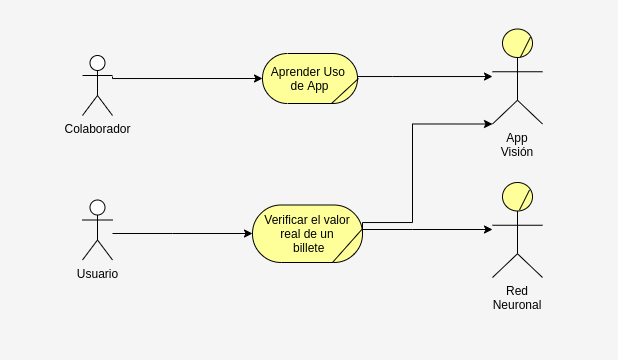 Aprender Uso
de App
Colaborador
App
Visión
Verificar el valor
real de un
billete
Usuario
Red
Neuronal